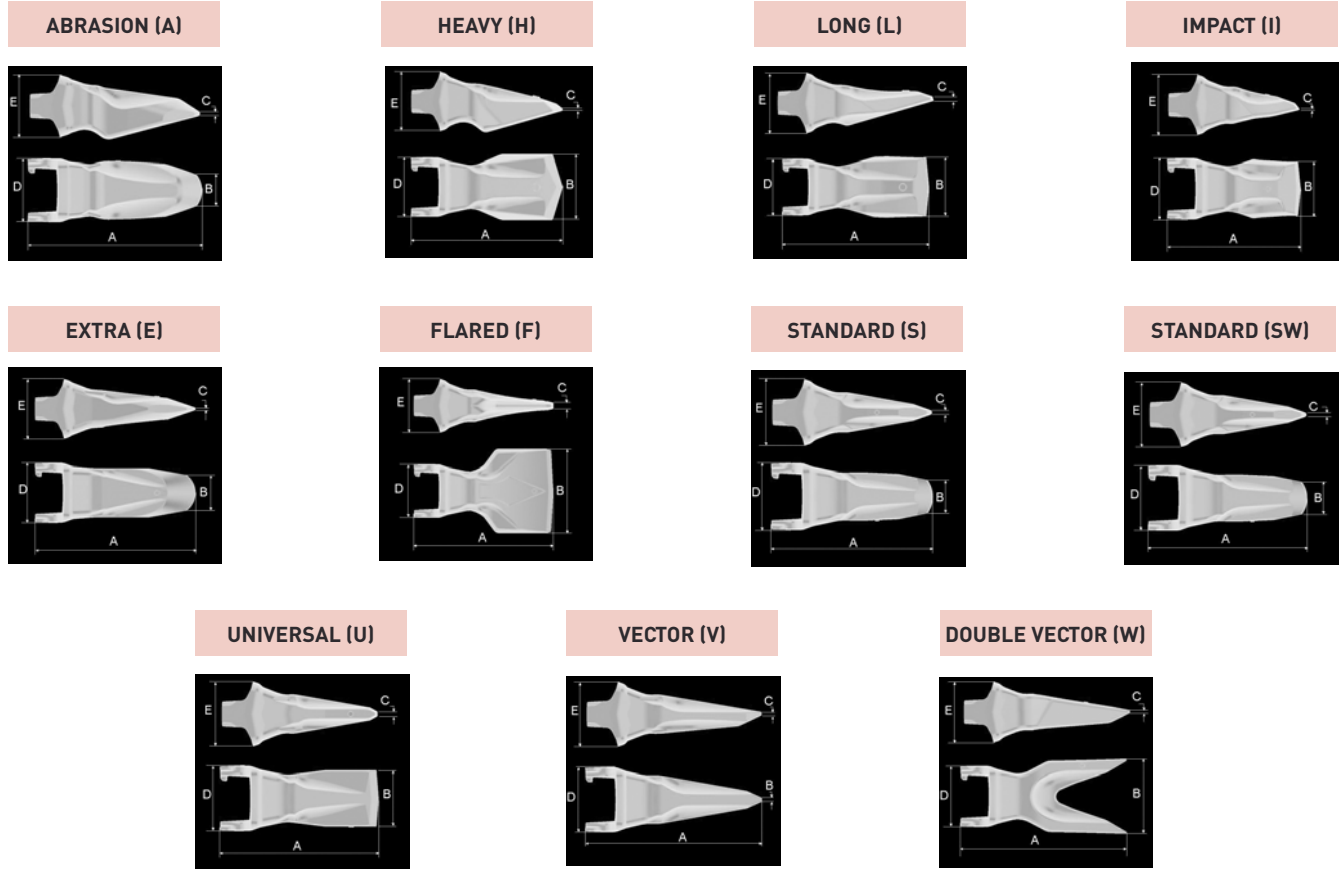 ABRASION (A)
HEAVY (H)
LONG (L)
IMPACT (I)
E
C
D
B
A
E
C
D
B
A
E
C
D
B
A
E
C
D
B
A
EXTRA (E)
FLARED (F)
STANDARD (S)
STANDARD (SW)
E
C
D
B
A
E
C
D
B
A
E
C
D
B
A
E
C
D
B
A
UNIVERSAL (U)
VECTOR (V)
DOUBLE VECTOR (W)
E
C
D
B
A
E
C
D
B
A
E
C
D
B
A